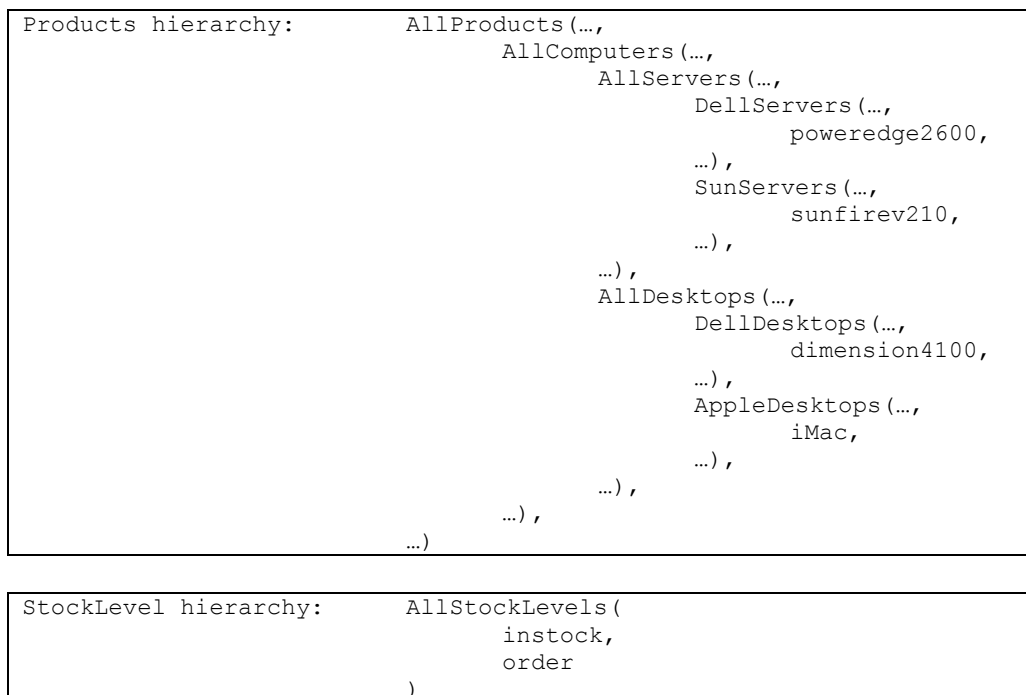 Products hierarchy: AllProducts(…,
AllComputers(…,
AllServers(…,
DellServers(…,
poweredge2600,
…),
SunServers(…,
sunfirev210,
…),
…),
AllDesktops(…,
DellDesktops(…,
dimension4100,
…),
AppleDesktops(…,
iMac,
…),
…),
…),
…)
StockLevel hierarchy: AllStockLevels(
instock,
order
)